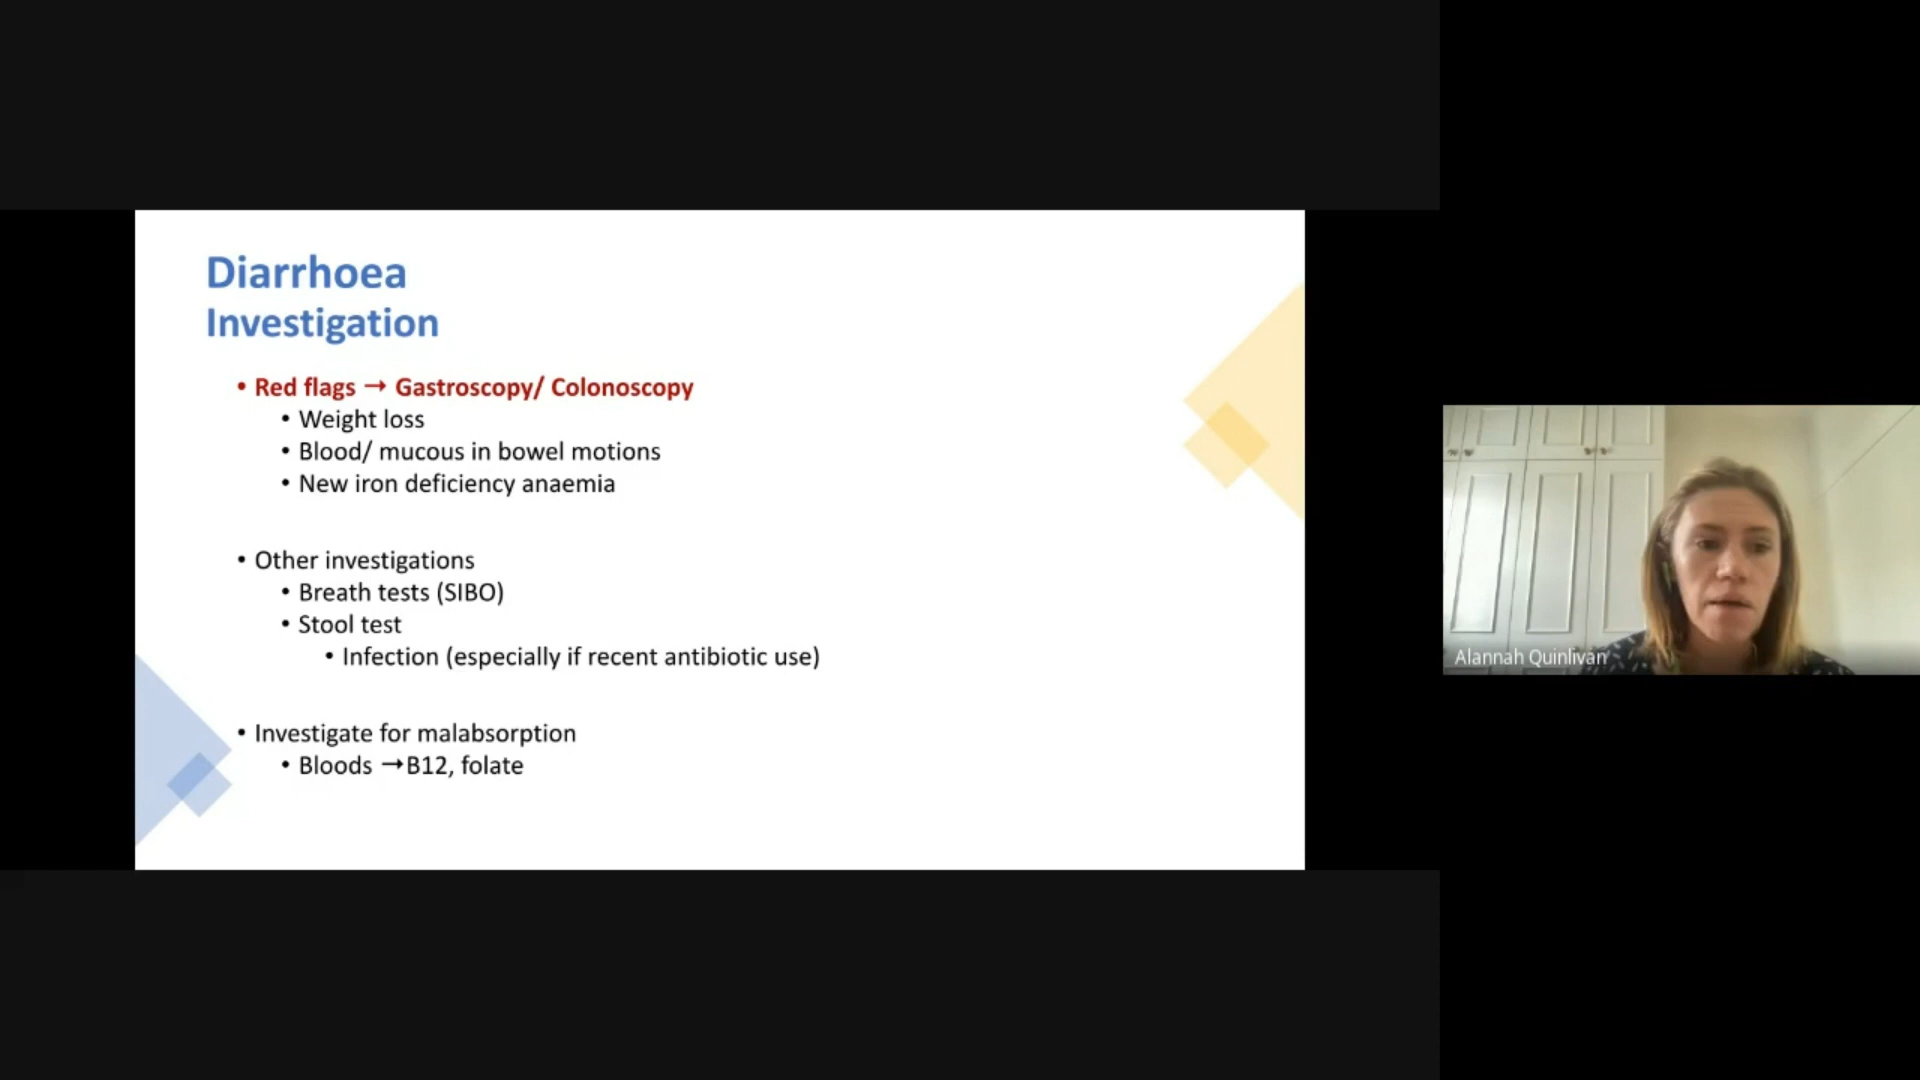 Diarrhoea
Investigation
• Red flags → Gastroscopy/ Colonoscopy
• Weight loss
• Blood/ mucous in bowel motions
• New iron deficiency anaemia
• Other investigations
• Breath tests (SIBO)
• Stool test
• Infection (especially if recent antibiotic use)
• Investigate for malabsorption
• Bloods →B12, folate
Alannah Quinlivan